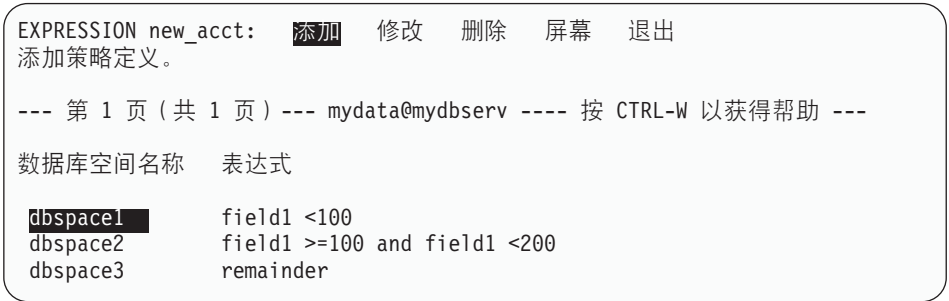 EXPRESSION new_acct: 添加 修改 删除 屏幕 退出
添加策略定义。
--- 第 1 页（共 1 页）--- mydata@mydbserv ---- 按 CTRL-W 以获得帮助 ---
数据库空间名称 表达式
dbspace1 field1 <100
dbspace2 field1 >=100 and field1 <200
dbspace3 remainder